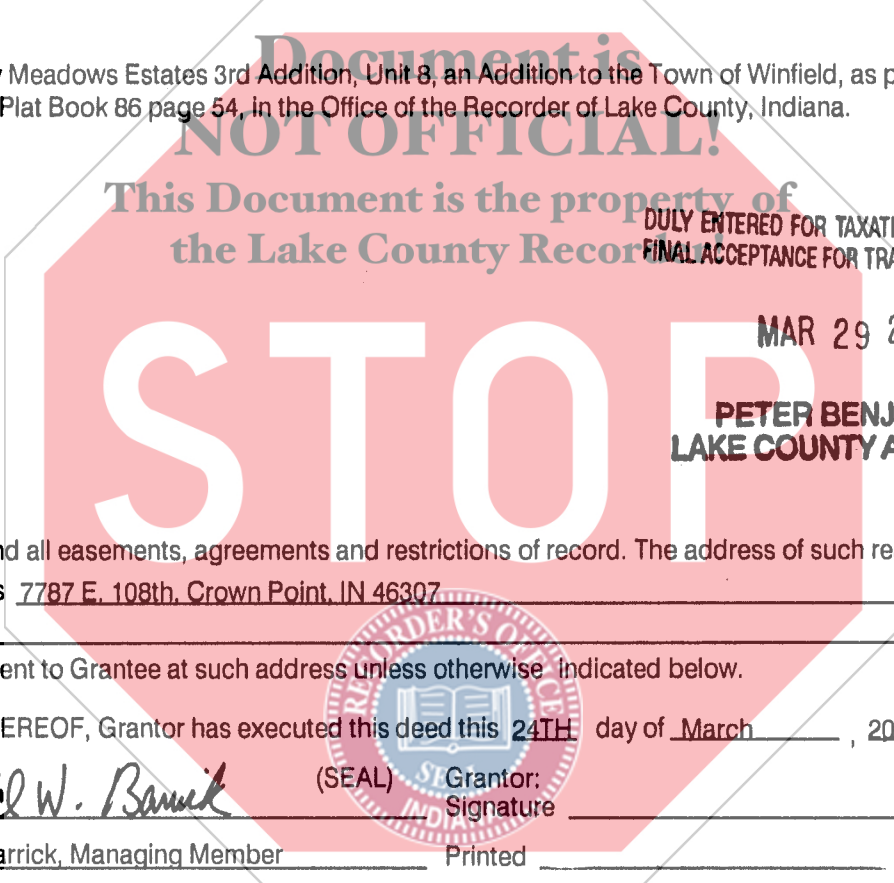 Document is
Meadows Estates 3rd Addition, Unit 8, an Addition to the Town of Winfield, as p
Plat Book 86 page 54, in the Office of the Recorder of Lake County, Indiana.
NOT OFFICIAL!
This Document is the property of
the Lake County Recorder!
DULY ENTERED FOR TAXATI
FINAL ACCEPTANCE FOR TRA
MAR 29
PETER BENJ
LAKE COUNTY A
STOP
nd all easements, agreements and restrictions of record. The address of such re
s 7787 E. 108th, Crown Point, IN 46307
ent to Grantee at such address unless otherwise indicated below.
EREOF, Grantor has executed this deed this 24TH day of March , 20
W. Barrick (SEAL) Grantor:
Signature
arrick, Managing Member Printed
RECORDER'S OFFICE
SEAL
INDIANA